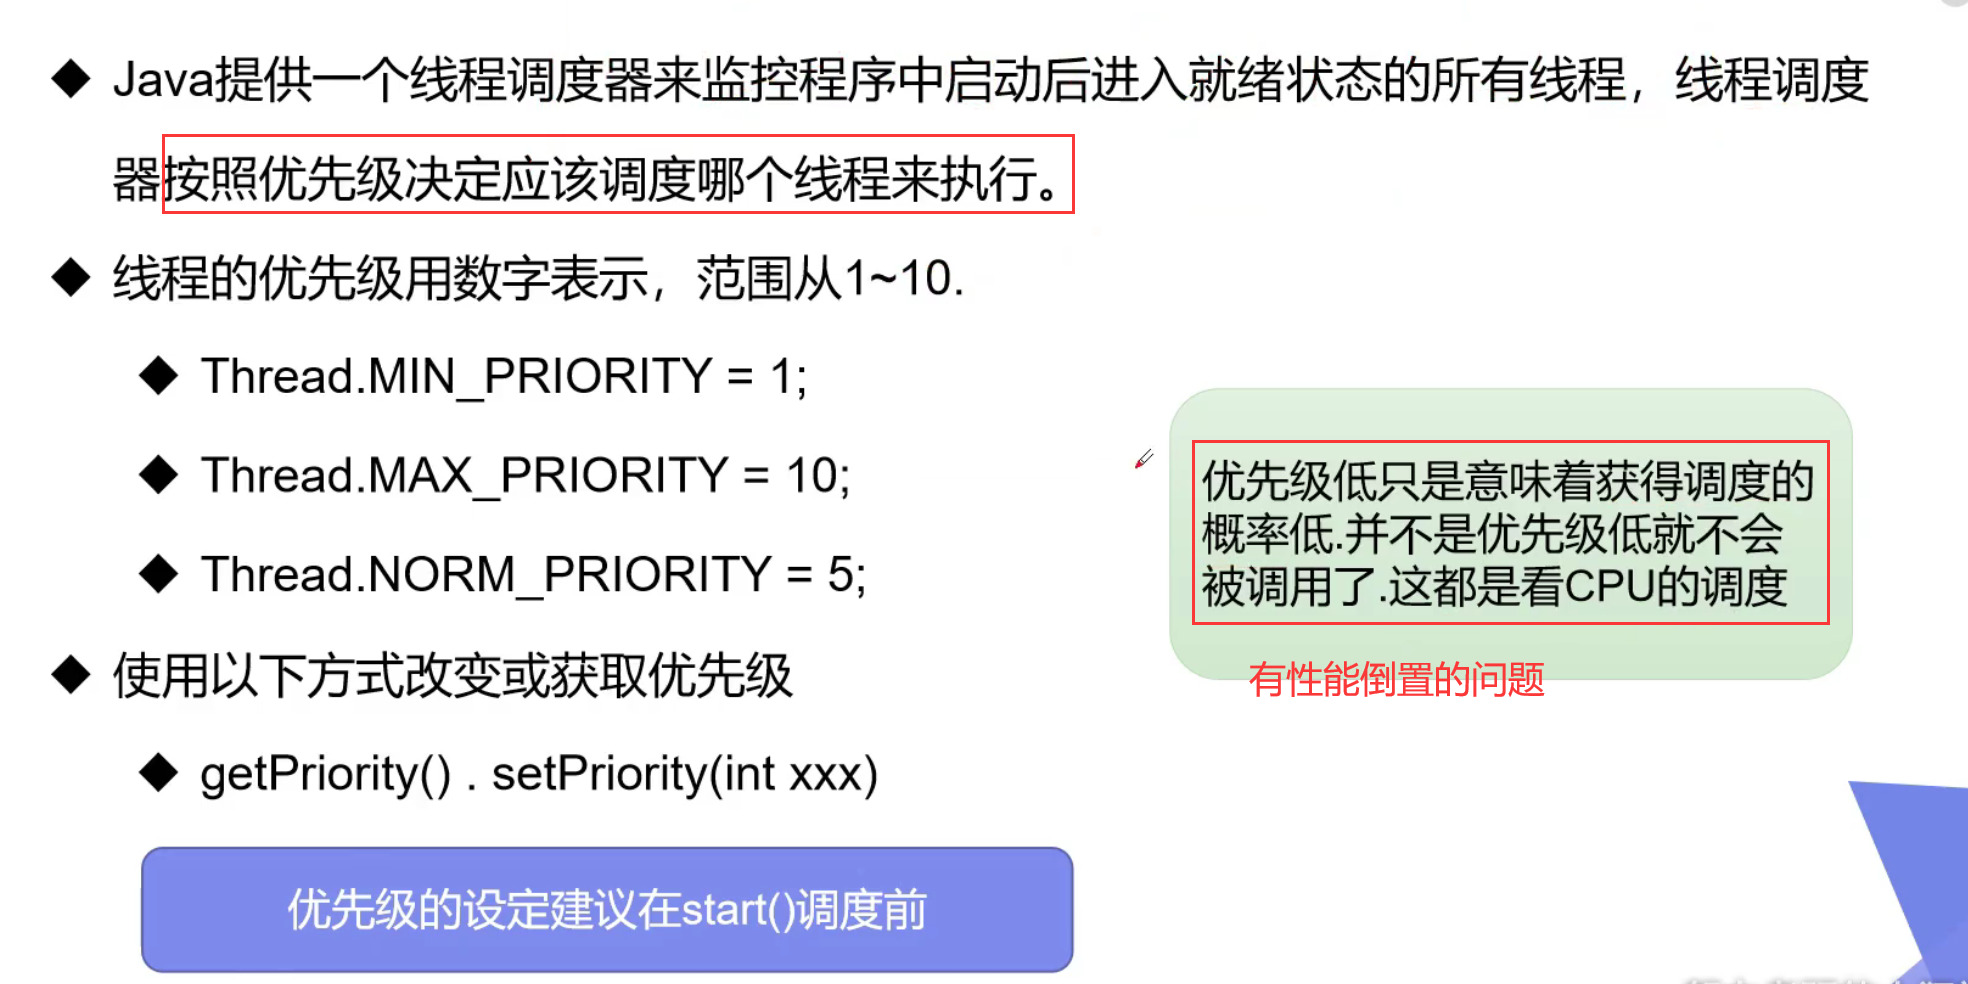 Java提供一个线程调度器来监控程序中启动后进入就绪状态的所有线程，线程调度
器按照优先级决定应该调度哪个线程来执行。
线程的优先级用数字表示，范围从1~10.
Thread.MIN_PRIORITY = 1;
Thread.MAX_PRIORITY = 10;
Thread.NORM_PRIORITY = 5;
优先级低只是意味着获得调度的
概率低.并不是优先级低就不会
被调用了.这都是看CPU的调度
有性能倒置的问题
使用以下方式改变或获取优先级
getPriority() . setPriority(int xxx)
优先级的设定建议在start()调度前